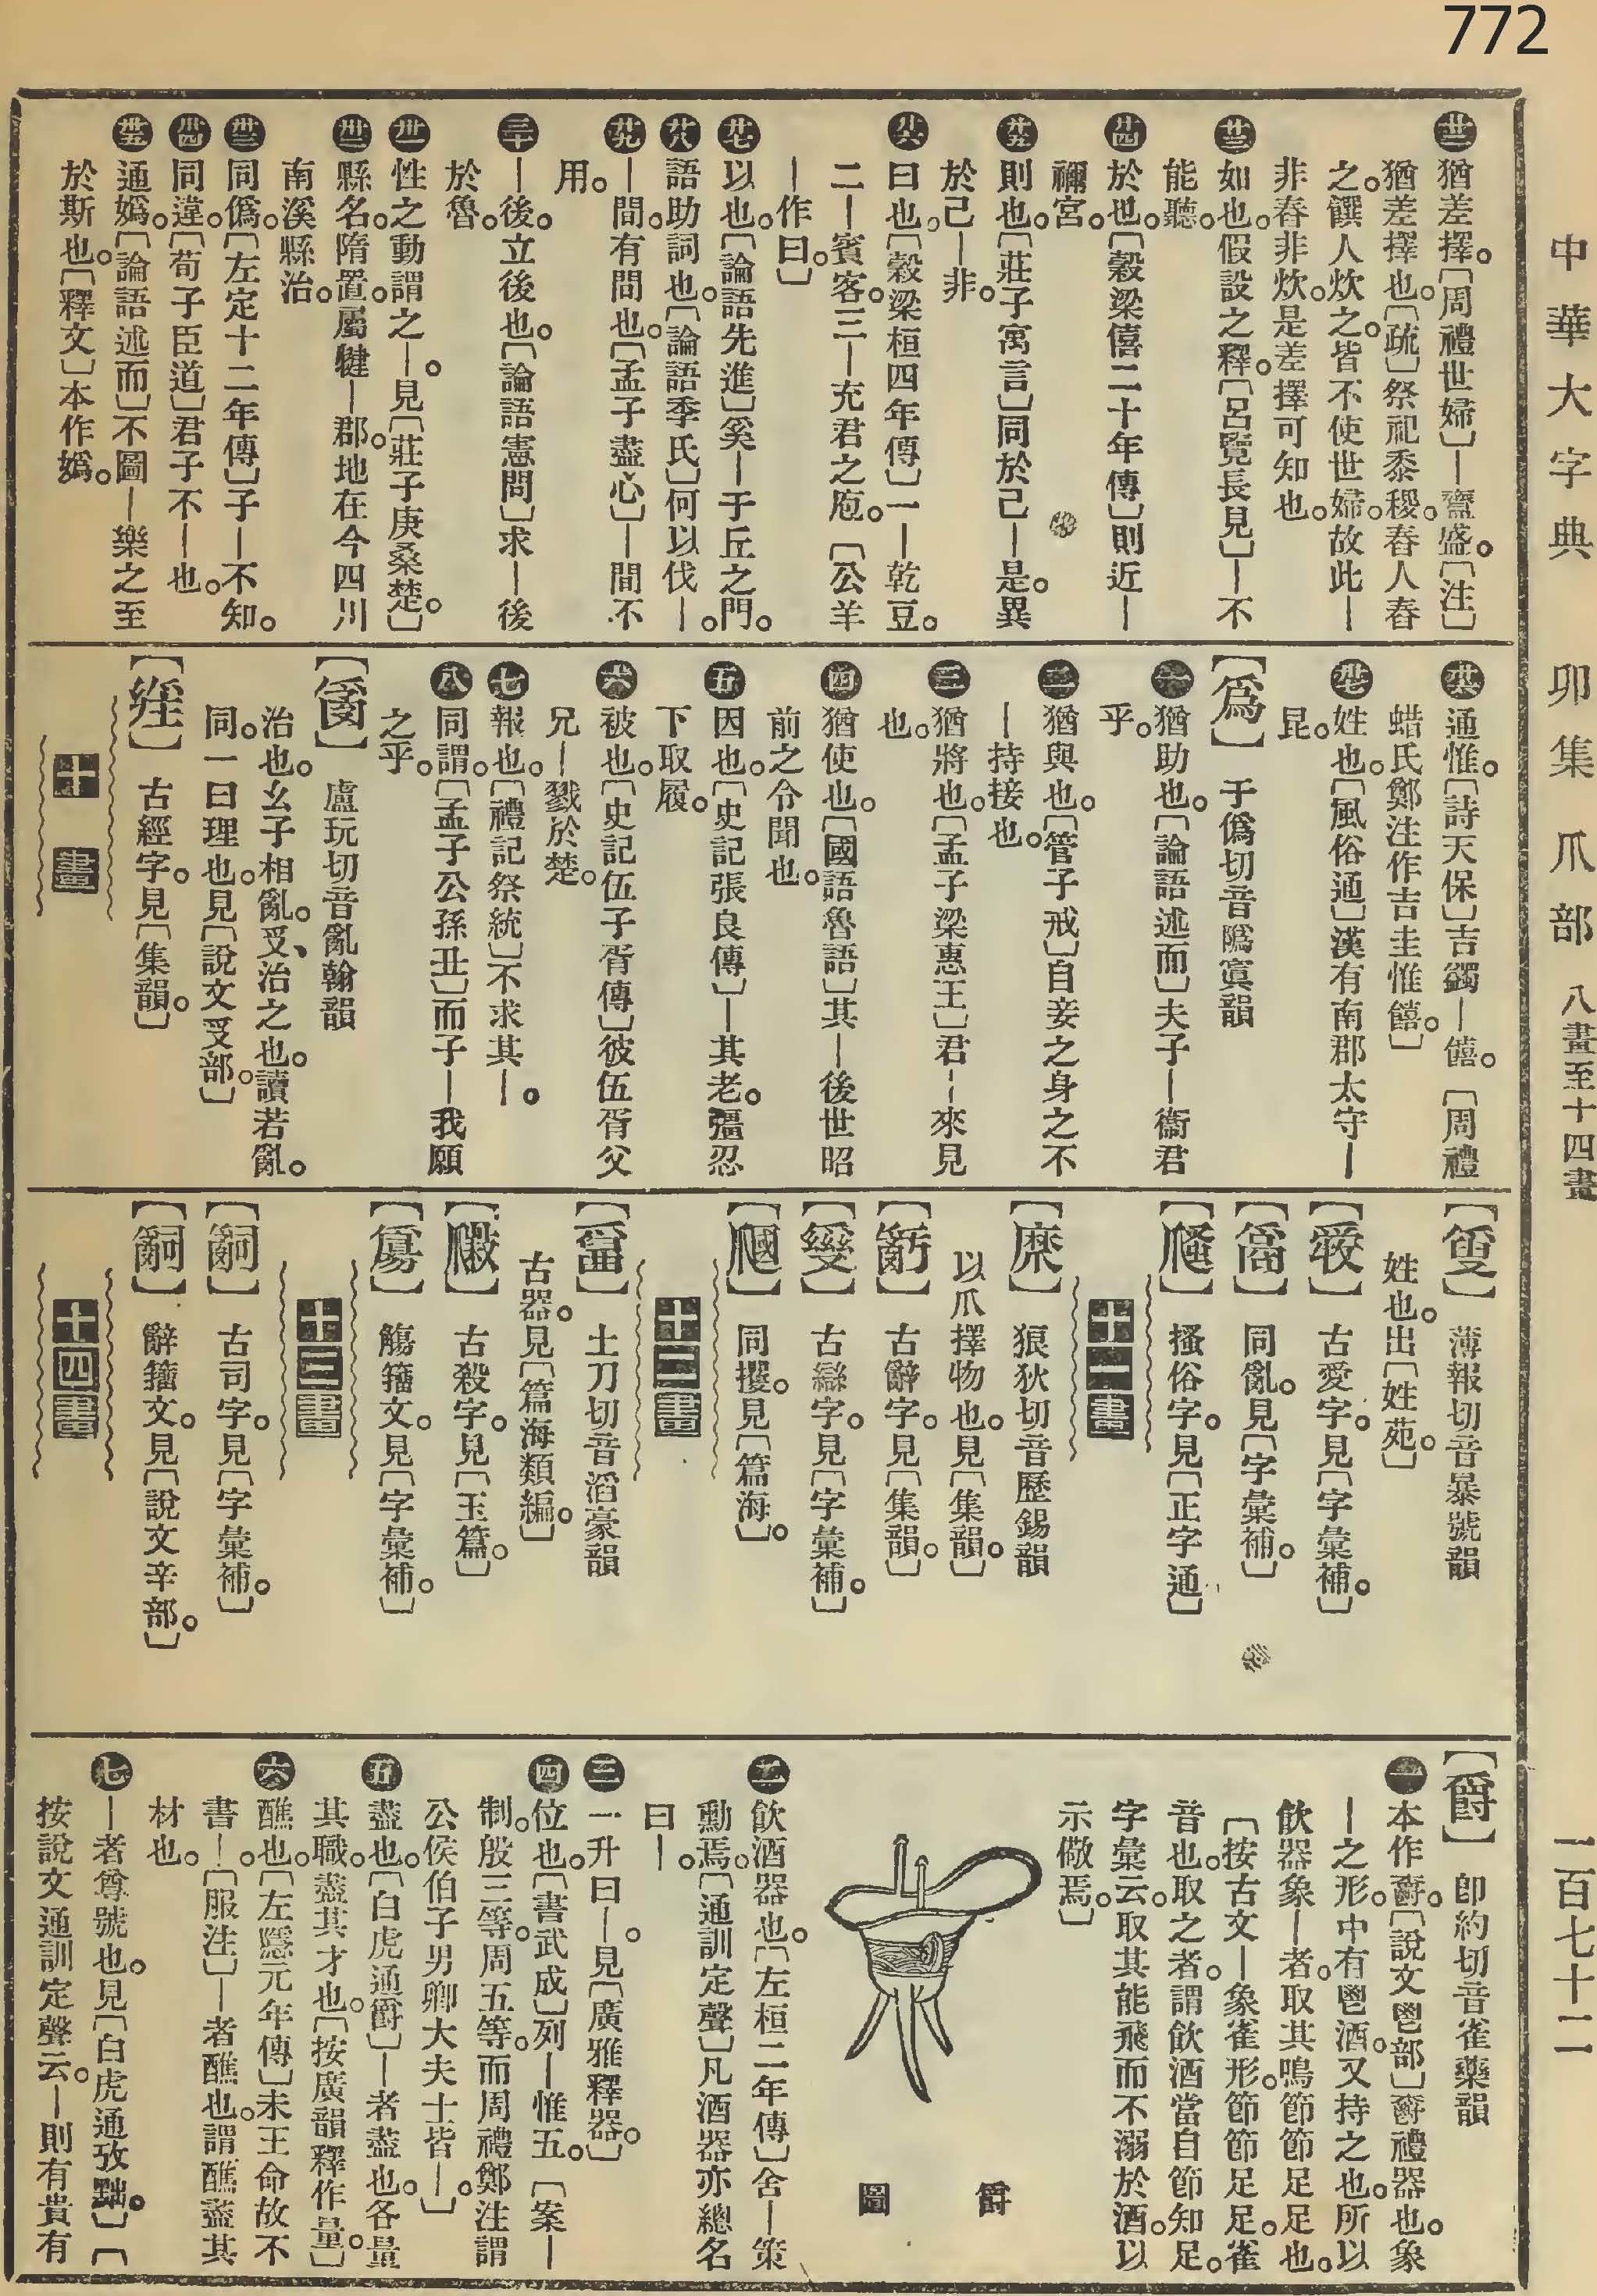 772
中華大字典 卯集 爪部 八畫至十四畫 一百七十二
廿二 猶差擇。〔周禮世婦〕—齍盛。〔注〕
猶差擇也。〔疏〕祭祀黍稷。舂人舂
之。饌人炊之。皆不使世婦。故此—
非舂非炊。是差擇可知也。
廿三 如也。假設之釋。〔呂覽長見〕—不
能聽。
廿四 於也。〔穀梁僖二十年傳〕則近—
禰宮。
廿五 則也。〔莊子寓言〕同於己—是。異
於己—非。
廿六 曰也。〔穀梁桓四年傳〕一—乾豆。
二—賓客。三—充君之庖。〔公羊
—作曰。〕
廿七 以也。〔論語先進〕奚—于丘之門。
廿八 語助詞也。〔論語季氏〕何以伐—。
廿九 —間。有間也。〔孟子盡心〕—間不
用。
三十 —後。立後也。〔論語憲問〕求—後
於魯。
卅一 性之動謂之—。見〔莊子庚桑楚。〕
卅二 縣名。隋置。屬犍—郡。地在今四川
南溪縣治。
卅三 同僞。〔左定十二年傳〕子—不知。
卅四 同違。〔荀子臣道〕君子不—也。
卅五 通嬀。〔論語述而〕不圖—樂之至
於斯也。〔釋文〕本作嬀。
卅六 通惟。〔詩天保〕吉蠲—饎。〔周禮
蜡氏鄭注作吉圭惟饎。〕
卅七 姓也。〔風俗通〕漢有南郡太守—
昆。
【爲】 于僞切音隲寘韻
一 猶助也。〔論語述而〕夫子—衞君
乎。
二 猶與也。〔管子戒〕自妾之身之不
—持接也。
三 猶將也。〔孟子梁惠王〕君—來見
也。
四 猶使也。〔國語魯語〕其—後世昭
前之令聞也。
五 因也。〔史記張良傳〕—其老。彊忍
下取履。
六 被也。〔史記伍子胥傳〕彼伍胥父
兄—戮於楚。
七 報也。〔禮記祭統〕不求其—。
八 同謂。〔孟子公孫丑〕而子—我願
之乎。
【𤔔】 盧玩切音亂翰韻
治也。幺子相亂。𠬪、治之也。讀若亂。
同。一曰理也。見〔說文𠬪部。〕
古經字。見〔集韻。〕
十畫
薄報切音暴號韻
姓也。出〔姓苑。〕
古愛字。見〔字彙補。〕
同亂。見〔字彙補。〕
十一畫
搔俗字。見〔正字通〕
狼狄切音歷錫韻
以爪擇物也。見〔集韻。〕
古辭字。見〔集韻。〕
古䜌字。見〔字彙補。〕
同攫。見〔篇海〕。
十二畫
土刀切音滔豪韻
古器。見〔篇海類編。〕
古殺字。見〔玉篇。〕
觴籒文。見〔字彙補。〕
十三畫
【嗣】 古司字。見〔字彙補。〕
【辭】 辭籒文。見〔說文辛部。〕
十四畫
【爵】 卽約切音雀藥韻
一 本作𩰥。〔說文鬯部〕𩰥禮器也。象
—之形。中有鬯酒。又持之也。所以
飲器象—者。取其鳴節節足足也。
〔按古文—象雀形。節節足足。雀
音也。取之者。謂飲酒當自節知足。
字彙云。取其能飛而不溺於酒。以
示儆焉。〕
爵圖
二 飲酒器也。〔左桓二年傳〕舍—策
勳焉。〔通訓定聲〕凡酒器亦總名
曰—。
三 一升曰—。見〔廣雅釋器。〕
四 位也。〔書武成〕列—惟五。〔案—
制。殷三等。周五等。而周禮鄭注謂
公侯伯子男卿大夫士皆—。〕
五 盡也。〔白虎通爵〕—者盡也。各量
其職。盡其才也。〔按廣韻釋作量。〕
六 醮也。〔左隱元年傳〕未王命故不
書—。〔服注〕—者醮也。謂醮盡其
材也。
七 —者尊號也。見〔白虎通攷黜。〕〔
按說文通訓定聲云。—則有貴有